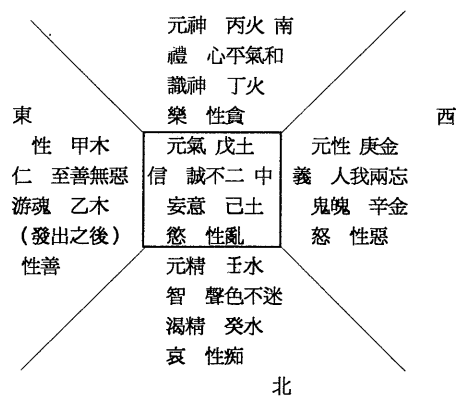 元神 丙火 南
禮 心平氣和
識神 丁火
樂 性貪
東
性 甲木
仁 至善無惡
游魂 乙木
(發出之後)
性善
元氣 戊土
信 誠不二 中
妄意 己土
慾 性亂
西
元性 庚金
義 人我兩忘
鬼魄 辛金
怒 性惡
元精 壬水
智 聲色不迷
濁精 癸水
哀 性痴
北